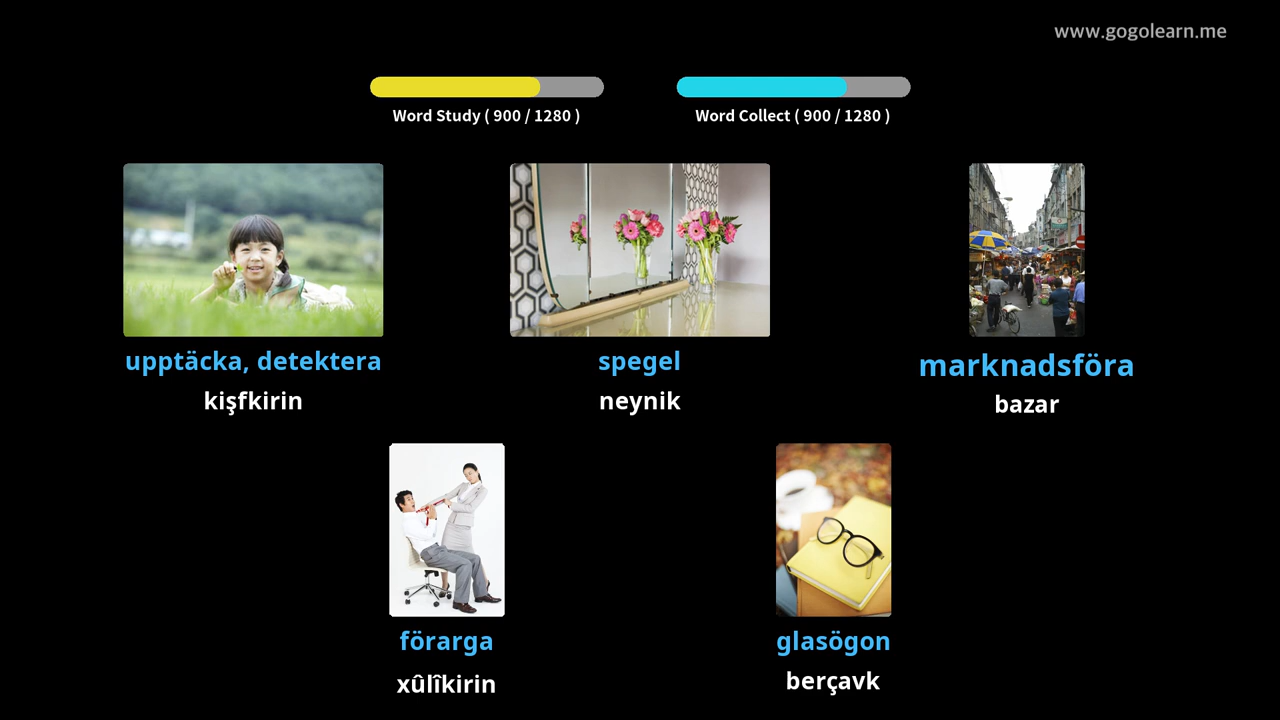 www.gogolearn.me
Word Study ( 900 / 1280 )
Word Collect ( 900 / 1280 )
upptäcka, detektera
kişfkirin
spegel
neynik
marknadsföra
bazar
förarga
xûlîkirin
glasögon
berçavk